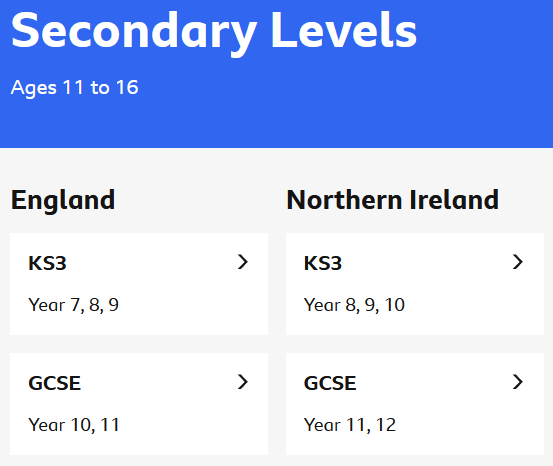 Secondary Levels
Ages 11 to 16
England
KS3
Year 7, 8, 9
GCSE
Year 10, 11
Northern Ireland
KS3
Year 8, 9, 10
GCSE
Year 11, 12